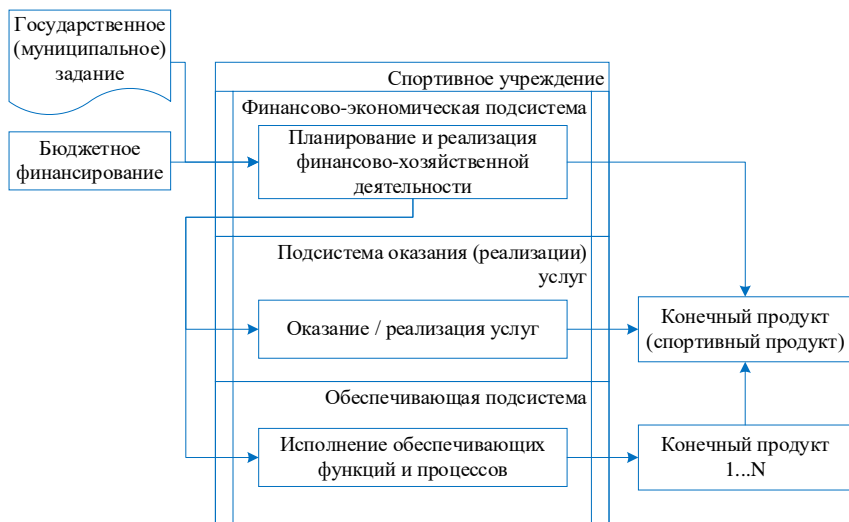 Государственное
(муниципальное)
задание
Спортивное учреждение
Финансово-экономическая подсистема
Бюджетное
финансирование
Планирование и реализация
финансово-хозяйственной
деятельности
Подсистема оказания (реализации)
услуг
Оказание / реализация услуг
Конечный продукт
(спортивный продукт)
Обеспечивающая подсистема
Исполнение обеспечивающих
функций и процессов
Конечный продукт
1...N